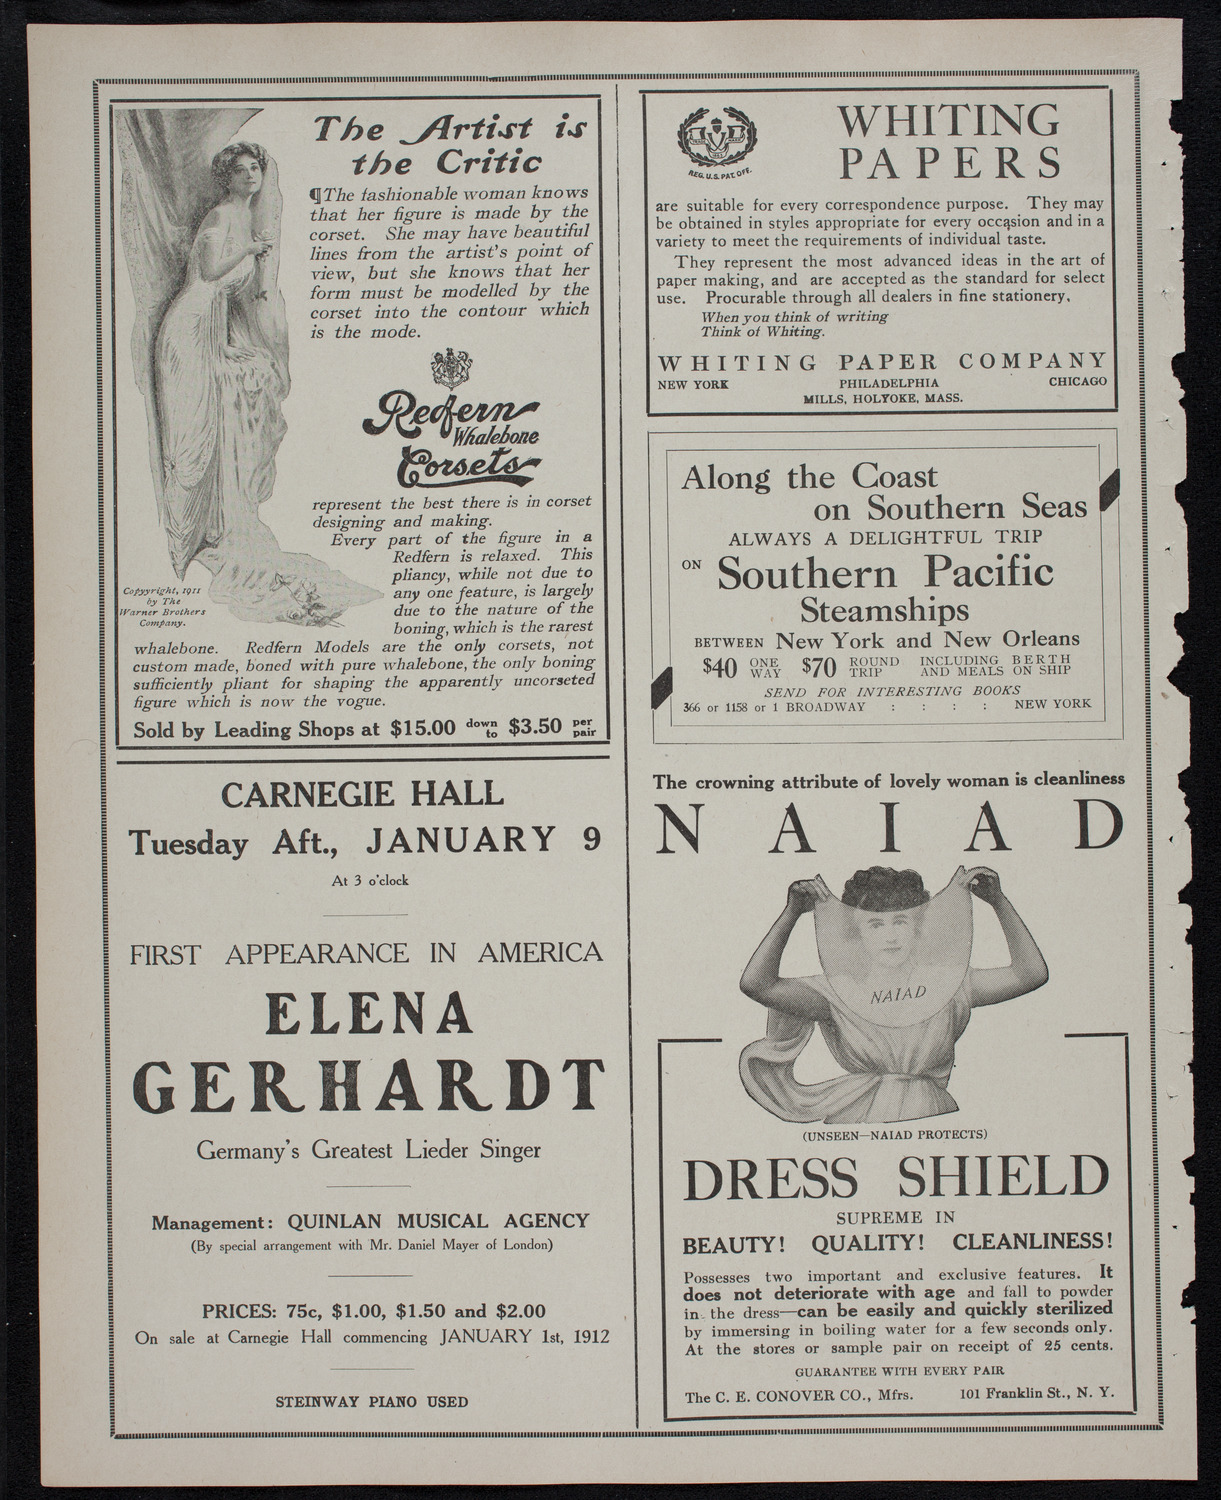 The Artist is
the Critic
¶The fashionable woman knows
that her figure is made by the
corset. She may have beautiful
lines from the artist's point of
view, but she knows that her
form must be modelled by the
corset into the contour which
is the mode.
Redfern
Whalebone
Corsets
represent the best there is in corset
designing and making.
Every part of the figure in a
Redfern is relaxed. This
pliancy, while not due to
any one feature, is largely
due to the nature of the
boning, which is the rarest
Copyyright, 1911
by The
Warner Brothers
Company.
whalebone. Redfern Models are the only corsets, not
custom made, boned with pure whalebone, the only boning
sufficiently pliant for shaping the apparently uncorseted
figure which is now the vogue.
Sold by Leading Shops at $15.00 down to $3.50 per pair
CARNEGIE HALL
Tuesday Aft., JANUARY 9
At 3 o'clock
FIRST APPEARANCE IN AMERICA
ELENA
GERHARDT
Germany's Greatest Lieder Singer
Management: QUINLAN MUSICAL AGENCY
(By special arrangement with Mr. Daniel Mayer of London)
PRICES: 75c, $1.00, $1.50 and $2.00
On sale at Carnegie Hall commencing JANUARY 1st, 1912
STEINWAY PIANO USED
WHITING
PAPERS
REG. U.S. PAT. OFF.
are suitable for every correspondence purpose. They may
be obtained in styles appropriate for every occasion and in a
variety to meet the requirements of individual taste.
They represent the most advanced ideas in the art of
paper making, and are accepted as the standard for select
use. Procurable through all dealers in fine stationery.
When you think of writing
Think of Whiting.
WHITING PAPER COMPANY
NEW YORK PHILADELPHIA CHICAGO
MILLS, HOLYOKE, MASS.
Along the Coast
on Southern Seas
ALWAYS A DELIGHTFUL TRIP
ON Southern Pacific
Steamships
BETWEEN New York and New Orleans
$40 ONE WAY $70 ROUND TRIP INCLUDING BERTH AND MEALS ON SHIP
SEND FOR INTERESTING BOOKS
366 or 1158 or 1 BROADWAY : : : : NEW YORK
The crowning attribute of lovely woman is cleanliness
NAIAD
NAIAD
(UNSEEN—NAIAD PROTECTS)
DRESS SHIELD
SUPREME IN
BEAUTY! QUALITY! CLEANLINESS!
Possesses two important and exclusive features. It
does not deteriorate with age and fall to powder
in the dress—can be easily and quickly sterilized
by immersing in boiling water for a few seconds only.
At the stores or sample pair on receipt of 25 cents.
GUARANTEE WITH EVERY PAIR
The C. E. CONOVER CO., Mfrs. 101 Franklin St., N. Y.